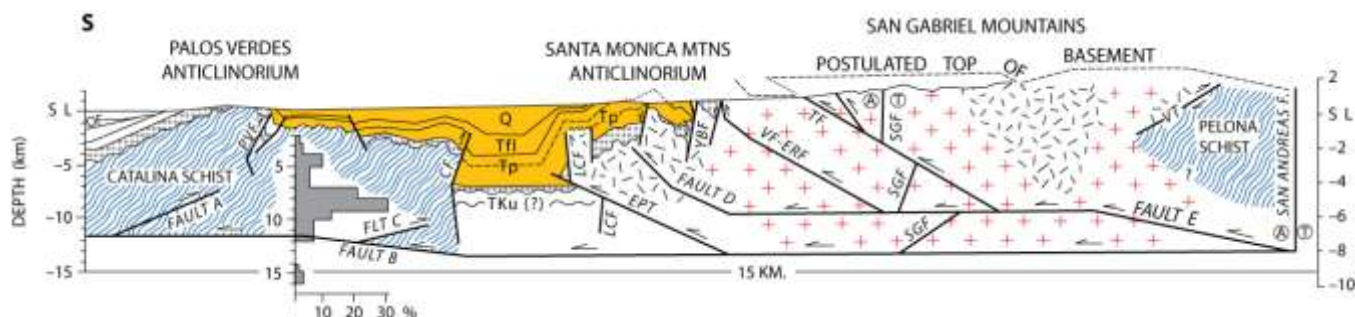 S
SAN GABRIEL MOUNTAINS
PALOS VERDES
ANTICLINORIUM
SANTA MONICA MTNS
ANTICLINORIUM
POSTULATED TOP OF BASEMENT
S L
2
DEPTH (km)
–5
–10
–15
S L
–2
–4
–6
–8
–10
PVF
CATALINA SCHIST
FAULT A
5
10
15
FLT C
FAULT B
10 20 30 %
CF
Q
Tfl
Tp
Tp
TKu (?)
LCF
LCF
EPT
FAULT D
YBF
VF-ERF
TF
A
T
SGF
SGF
SGF
VT
?
PELONA
SCHIST
FAULT E
SAN ANDREAS F.
A
T
15 KM.